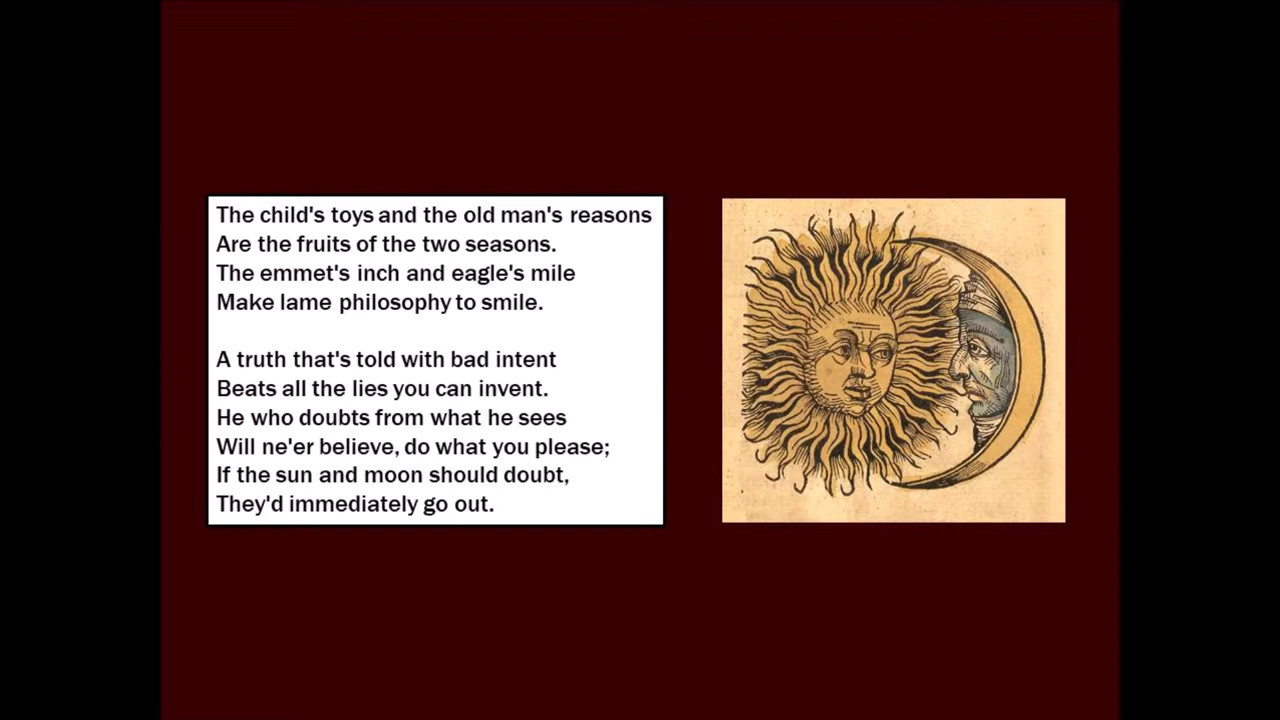 The child's toys and the old man's reasons
Are the fruits of the two seasons.
The emmet's inch and eagle's mile
Make lame philosophy to smile.
A truth that's told with bad intent
Beats all the lies you can invent.
He who doubts from what he sees
Will ne'er believe, do what you please;
If the sun and moon should doubt,
They'd immediately go out.